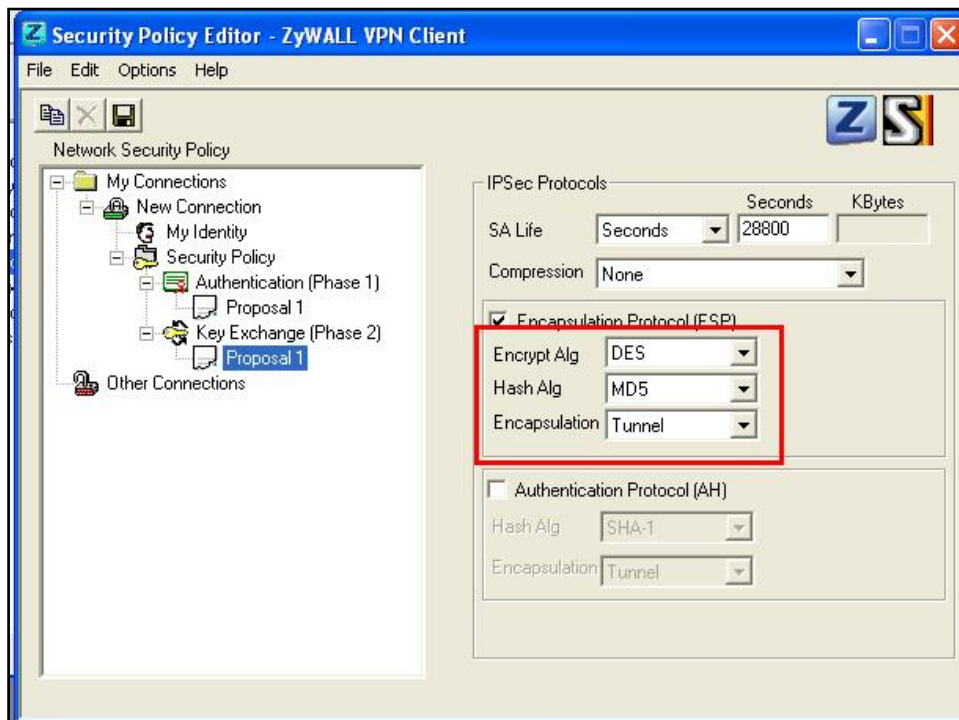 Security Policy Editor - ZyWALL VPN Client
File Edit Options Help
Network Security Policy
My Connections
New Connection
My Identity
Security Policy
Authentication (Phase 1)
Proposal 1
Key Exchange (Phase 2)
Proposal 1
Other Connections
IPSec Protocols
Seconds KBytes
SA Life Seconds 28800
Compression None
Encapsulation Protocol (ESP)
Encrypt Alg DES
Hash Alg MD5
Encapsulation Tunnel
Authentication Protocol (AH)
Hash Alg SHA-1
Encapsulation Tunnel